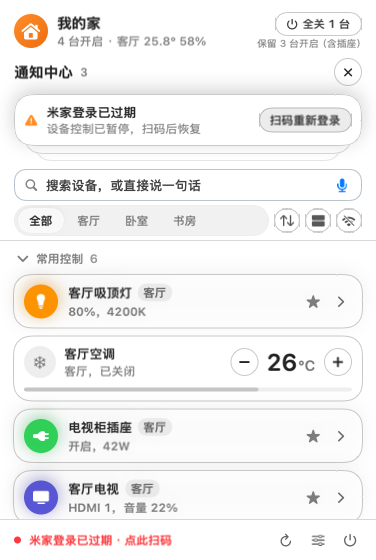 我的家
4 台开启 · 客厅 25.8° 58%
全关 1 台
保留 3 台开启 (含插座)
通知中心 3
米家登录已过期
设备控制已暂停，扫码后恢复
扫码重新登录
搜索设备，或直接说一句话
全部 客厅 卧室 书房
常用控制 6
客厅吸顶灯 客厅
80%，4200K
客厅空调
客厅，已关闭
26°C
电视柜插座 客厅
开启，42W
客厅电视 客厅
HDMI 1，音量 22%
米家登录已过期 · 点此扫码